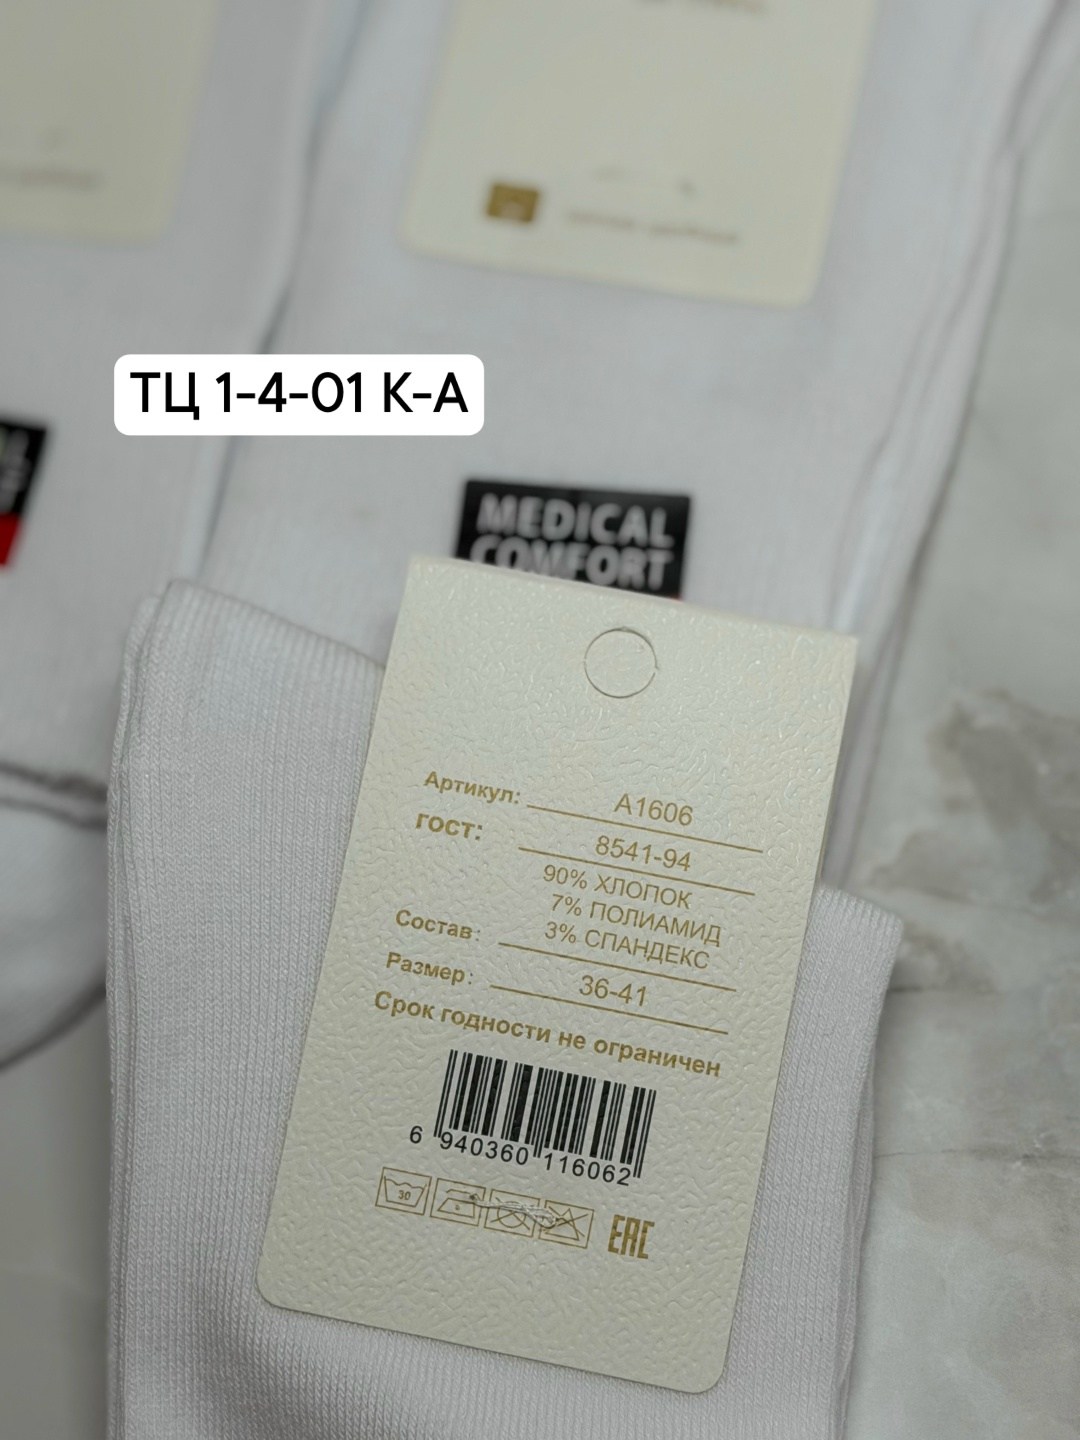 ТЦ 1-4-01 К-А
MEDICAL
COMFORT
Артикул: А1606
ГОСТ: 8541-94
90% ХЛОПОК
7% ПОЛИАМИД
Состав: 3% СПАНДЕКС
Размер: 36-41
Срок годности не ограничен
6 940360 116062
30
EAC